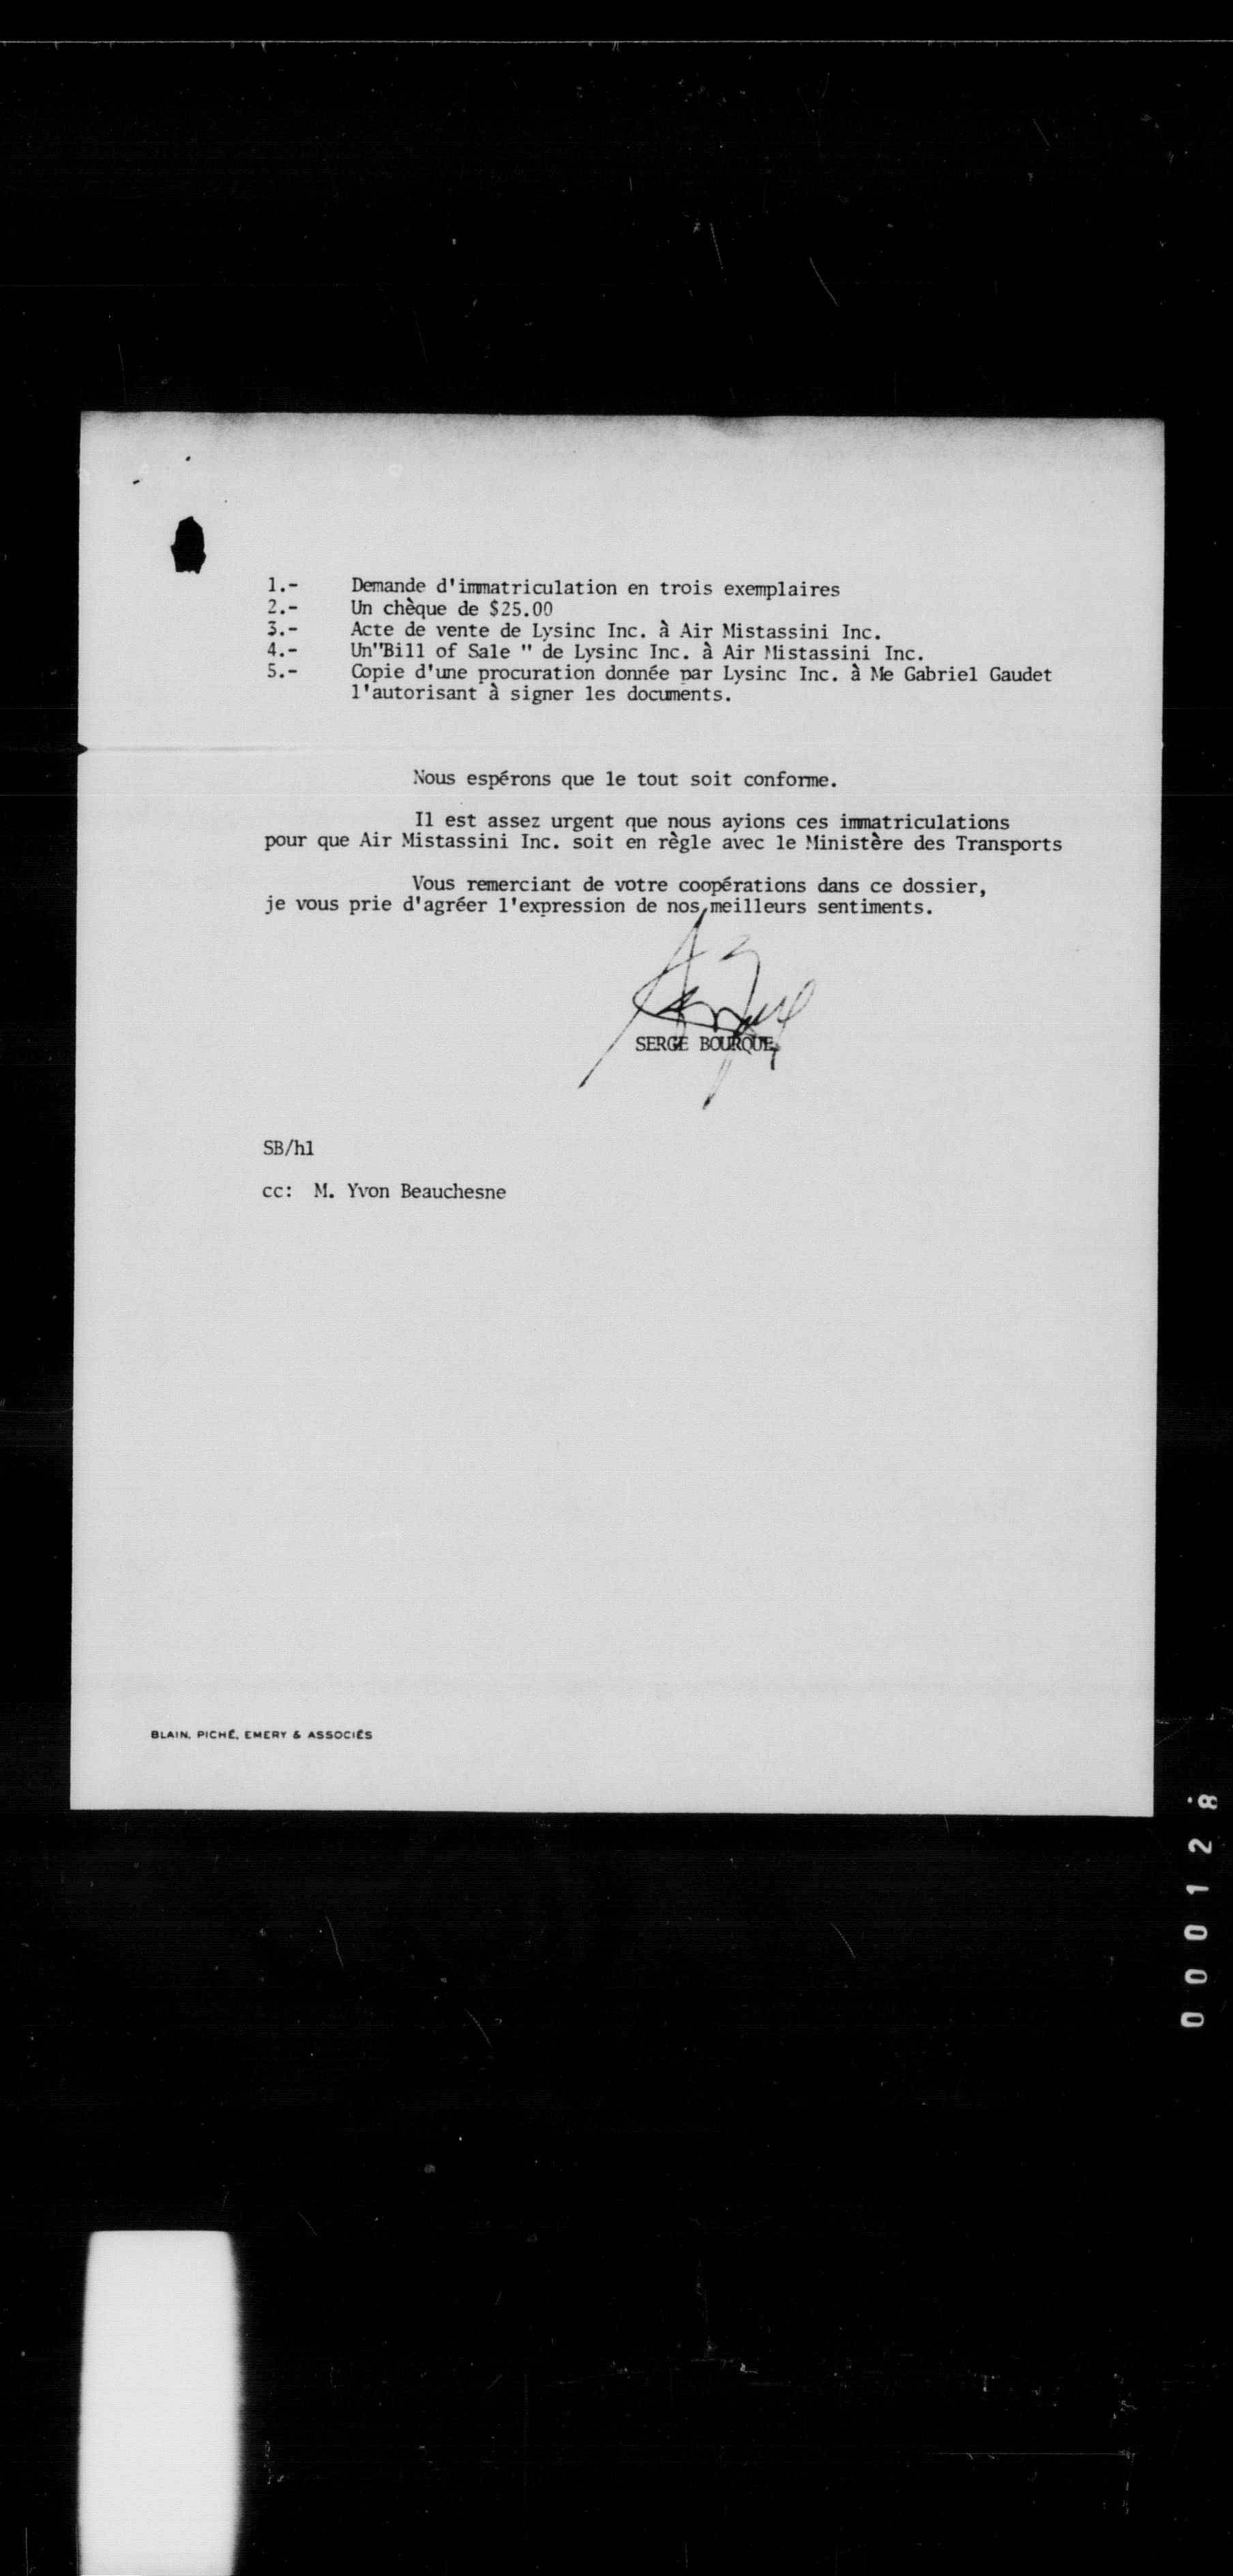 1.- Demande d'immatriculation en trois exemplaires
2.- Un chèque de $25.00
3.- Acte de vente de Lysinc Inc. à Air Mistassini Inc.
4.- Un"Bill of Sale " de Lysinc Inc. à Air Mistassini Inc.
5.- Copie d'une procuration donnée par Lysinc Inc. à Me Gabriel Gaudet
l'autorisant à signer les documents.
Nous espérons que le tout soit conforme.
Il est assez urgent que nous ayions ces immatriculations
pour que Air Mistassini Inc. soit en règle avec le Ministère des Transports
Vous remerciant de votre coopérations dans ce dossier,
je vous prie d'agréer l'expression de nos meilleurs sentiments.
SERGE BOURQUE
SB/hl
cc: M. Yvon Beauchesne
BLAIN, PICHÉ, EMERY & ASSOCIÉS
000128